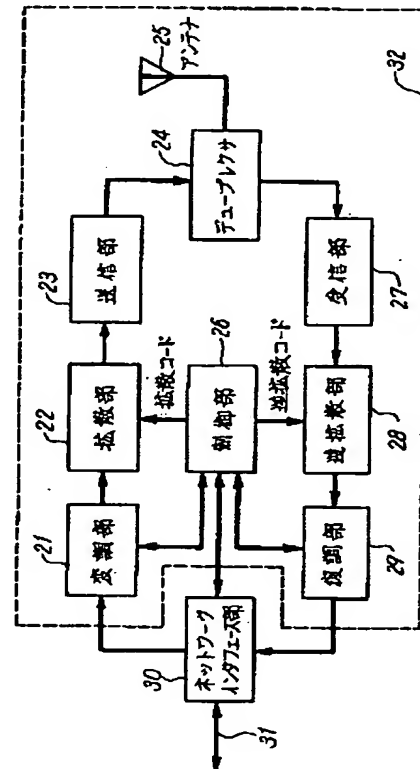 25
アンテナ
24
デュープレクサ
23
送信部
受信部
27
22
拡散部
拡散コード
26
制御部
逆拡散コード
逆拡散部
28
21
変調部
復調部
29
30
ネットワーク
インタフェース部
31
32